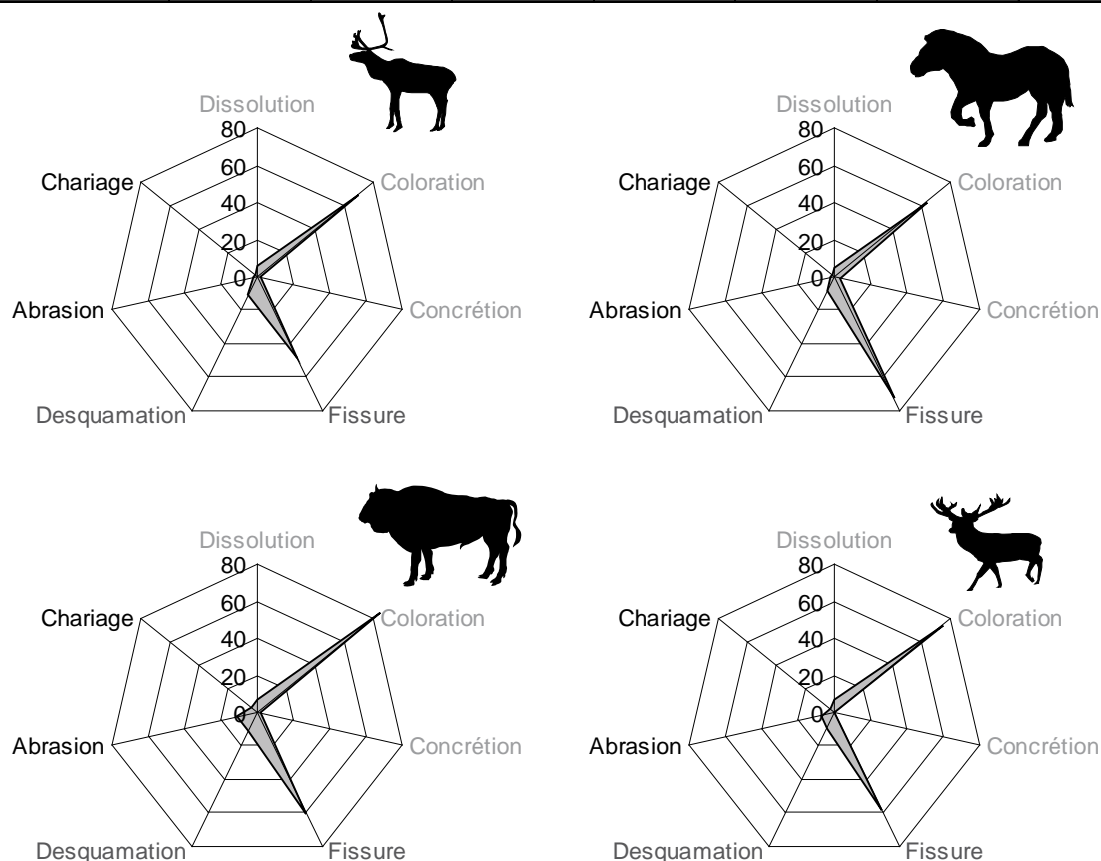 Dissolution
80
Chariage
60
Coloration
40
20
0
Abrasion
Concrétion
Desquamation
Fissure
Dissolution
80
Chariage
60
Coloration
40
20
0
Abrasion
Concrétion
Desquamation
Fissure
Dissolution
80
Chariage
60
Coloration
40
20
0
Abrasion
Concrétion
Desquamation
Fissure
Dissolution
80
Chariage
60
Coloration
40
20
0
Abrasion
Concrétion
Desquamation
Fissure